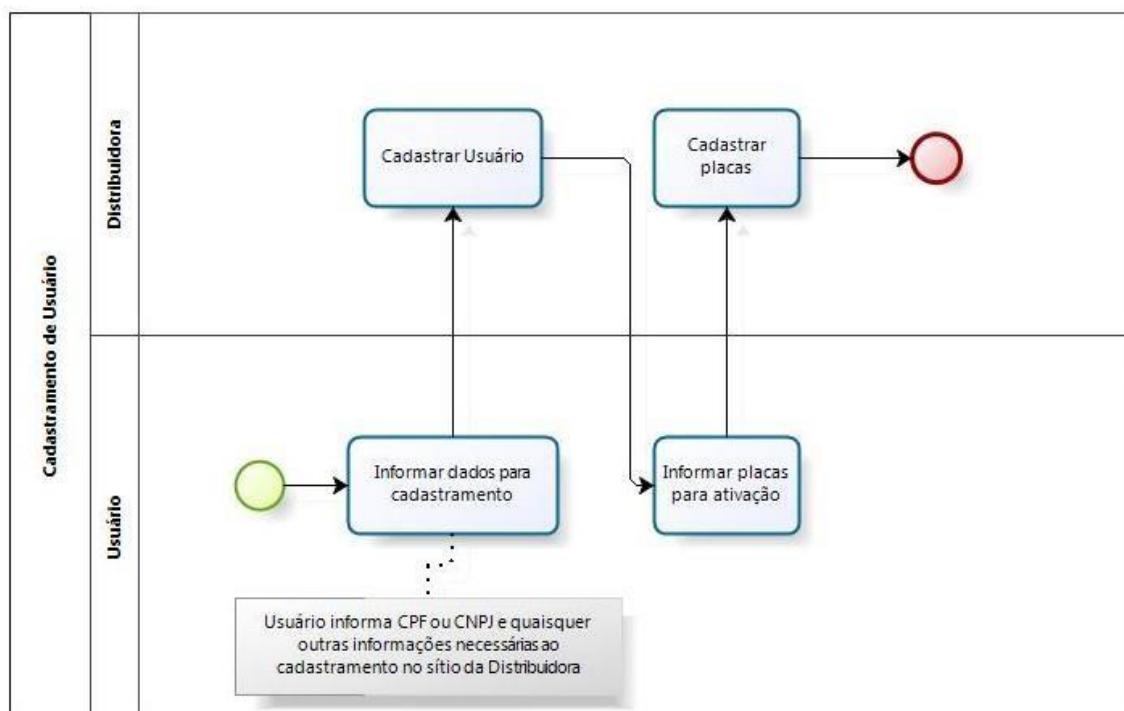 Cadastramento de Usuário
Distribuidora
Cadastrar Usuário
Cadastrar
placas
Usuário
Informar dados para
cadastramento
Informar placas
para ativação
Usuário informa CPF ou CNPJ e quaisquer
outras informações necessárias ao
cadastramento no sítio da Distribuidora